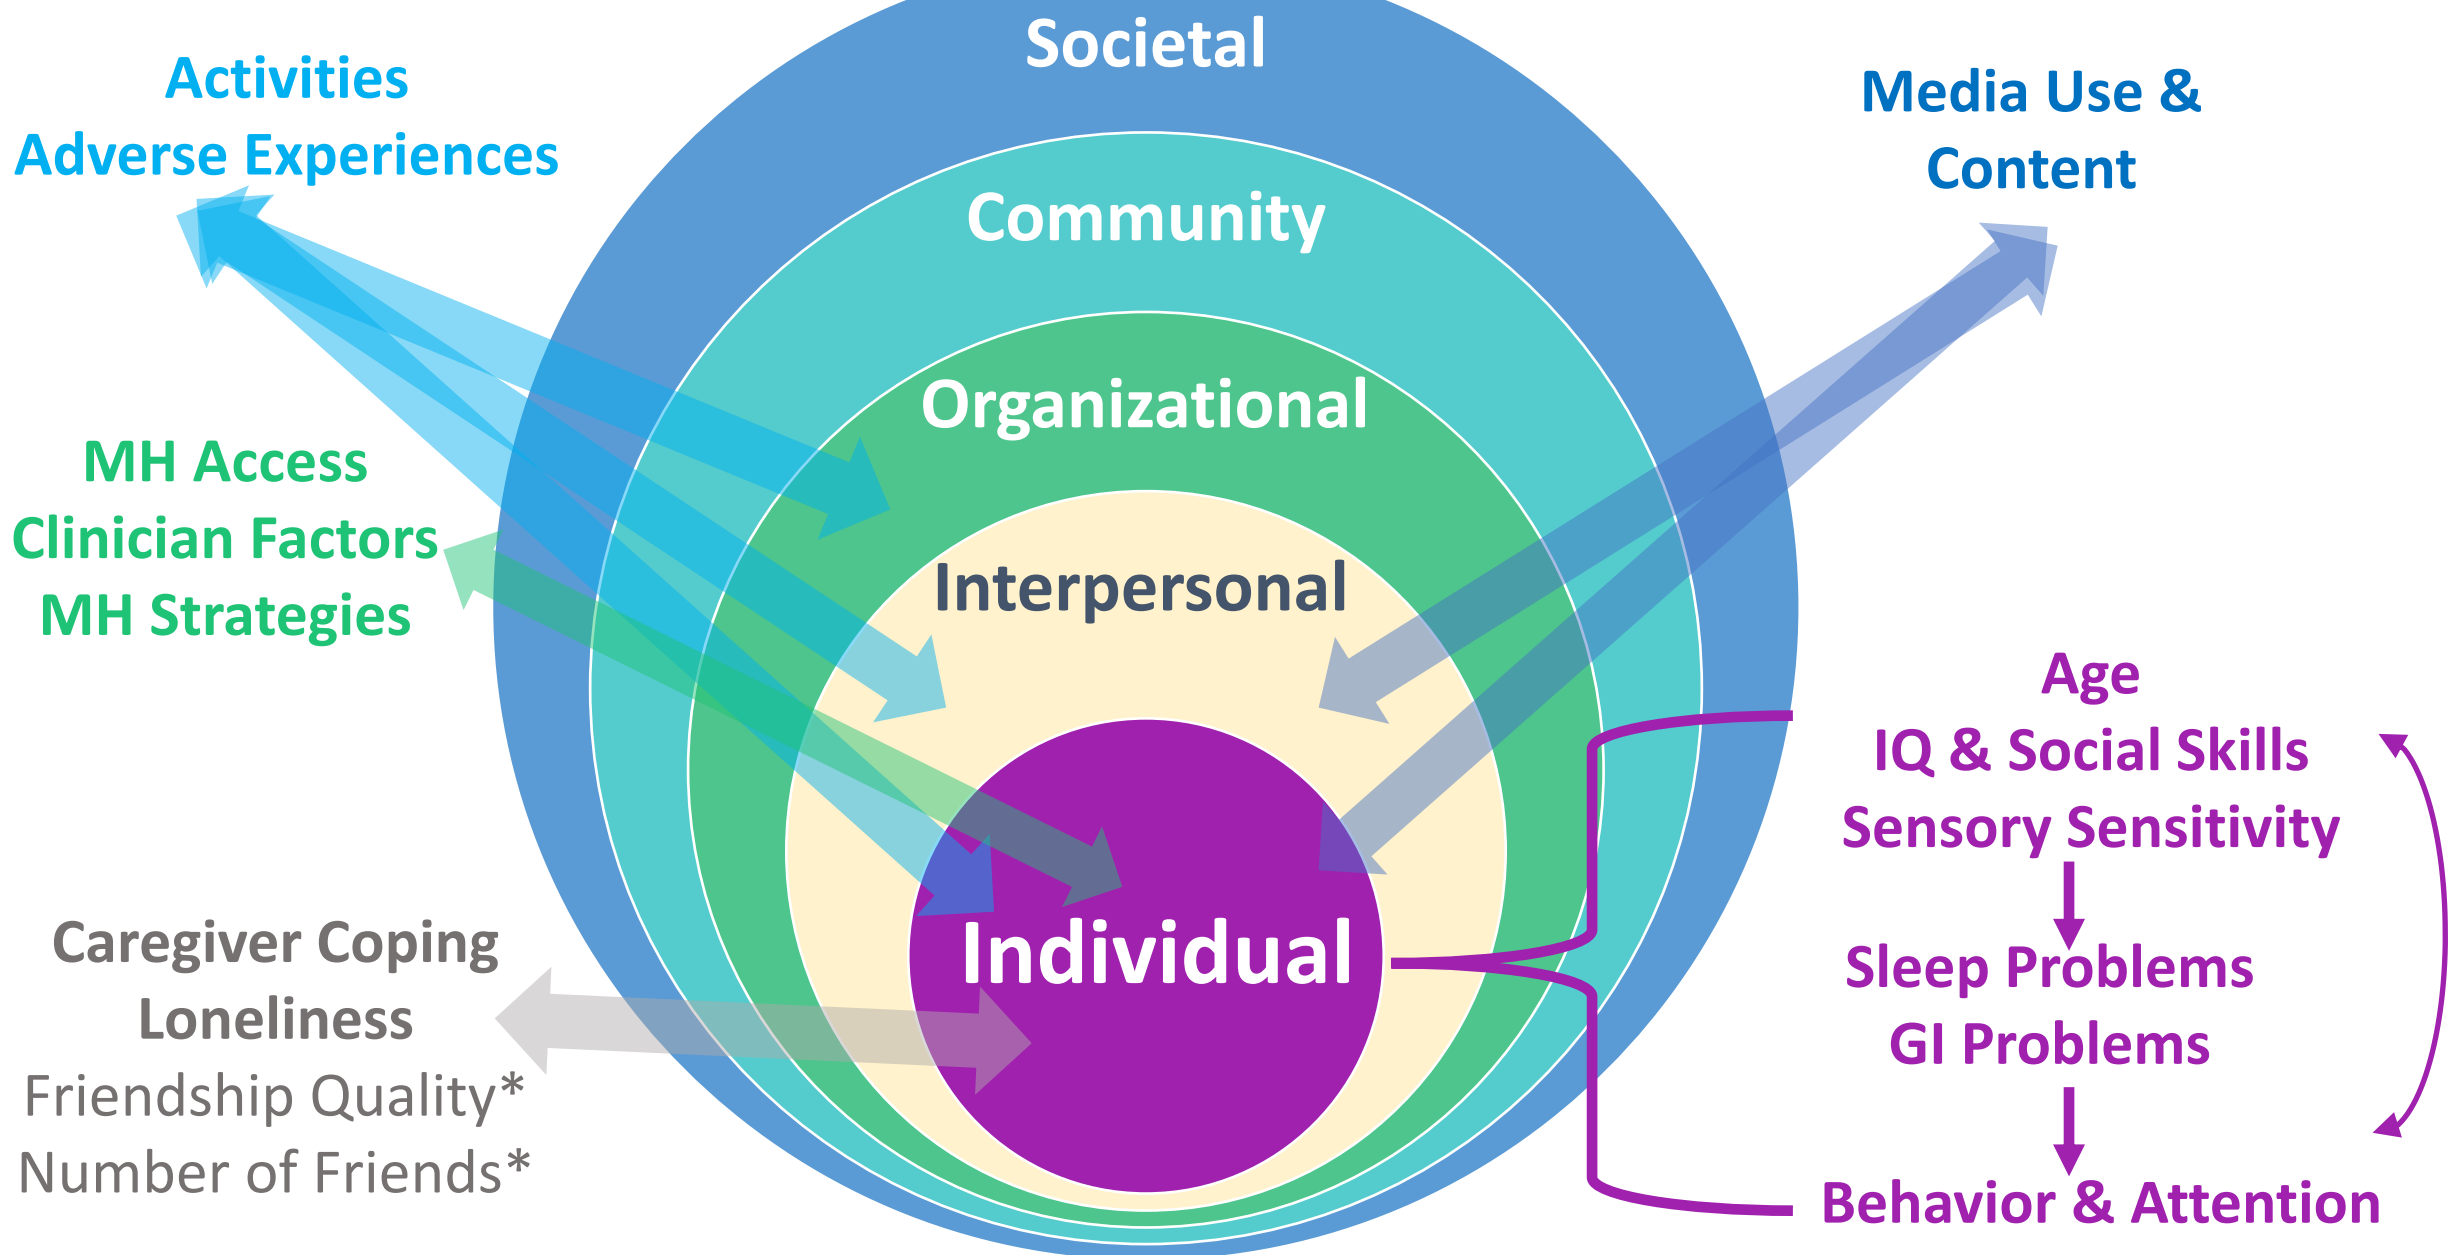 Societal
Community
Organizational
Interpersonal
Individual
Activities
Adverse Experiences
MH Access
Clinician Factors
MH Strategies
Caregiver Coping
Loneliness
Friendship Quality*
Number of Friends*
Media Use &
Content
Age
IQ & Social Skills
Sensory Sensitivity
Sleep Problems
GI Problems
Behavior & Attention